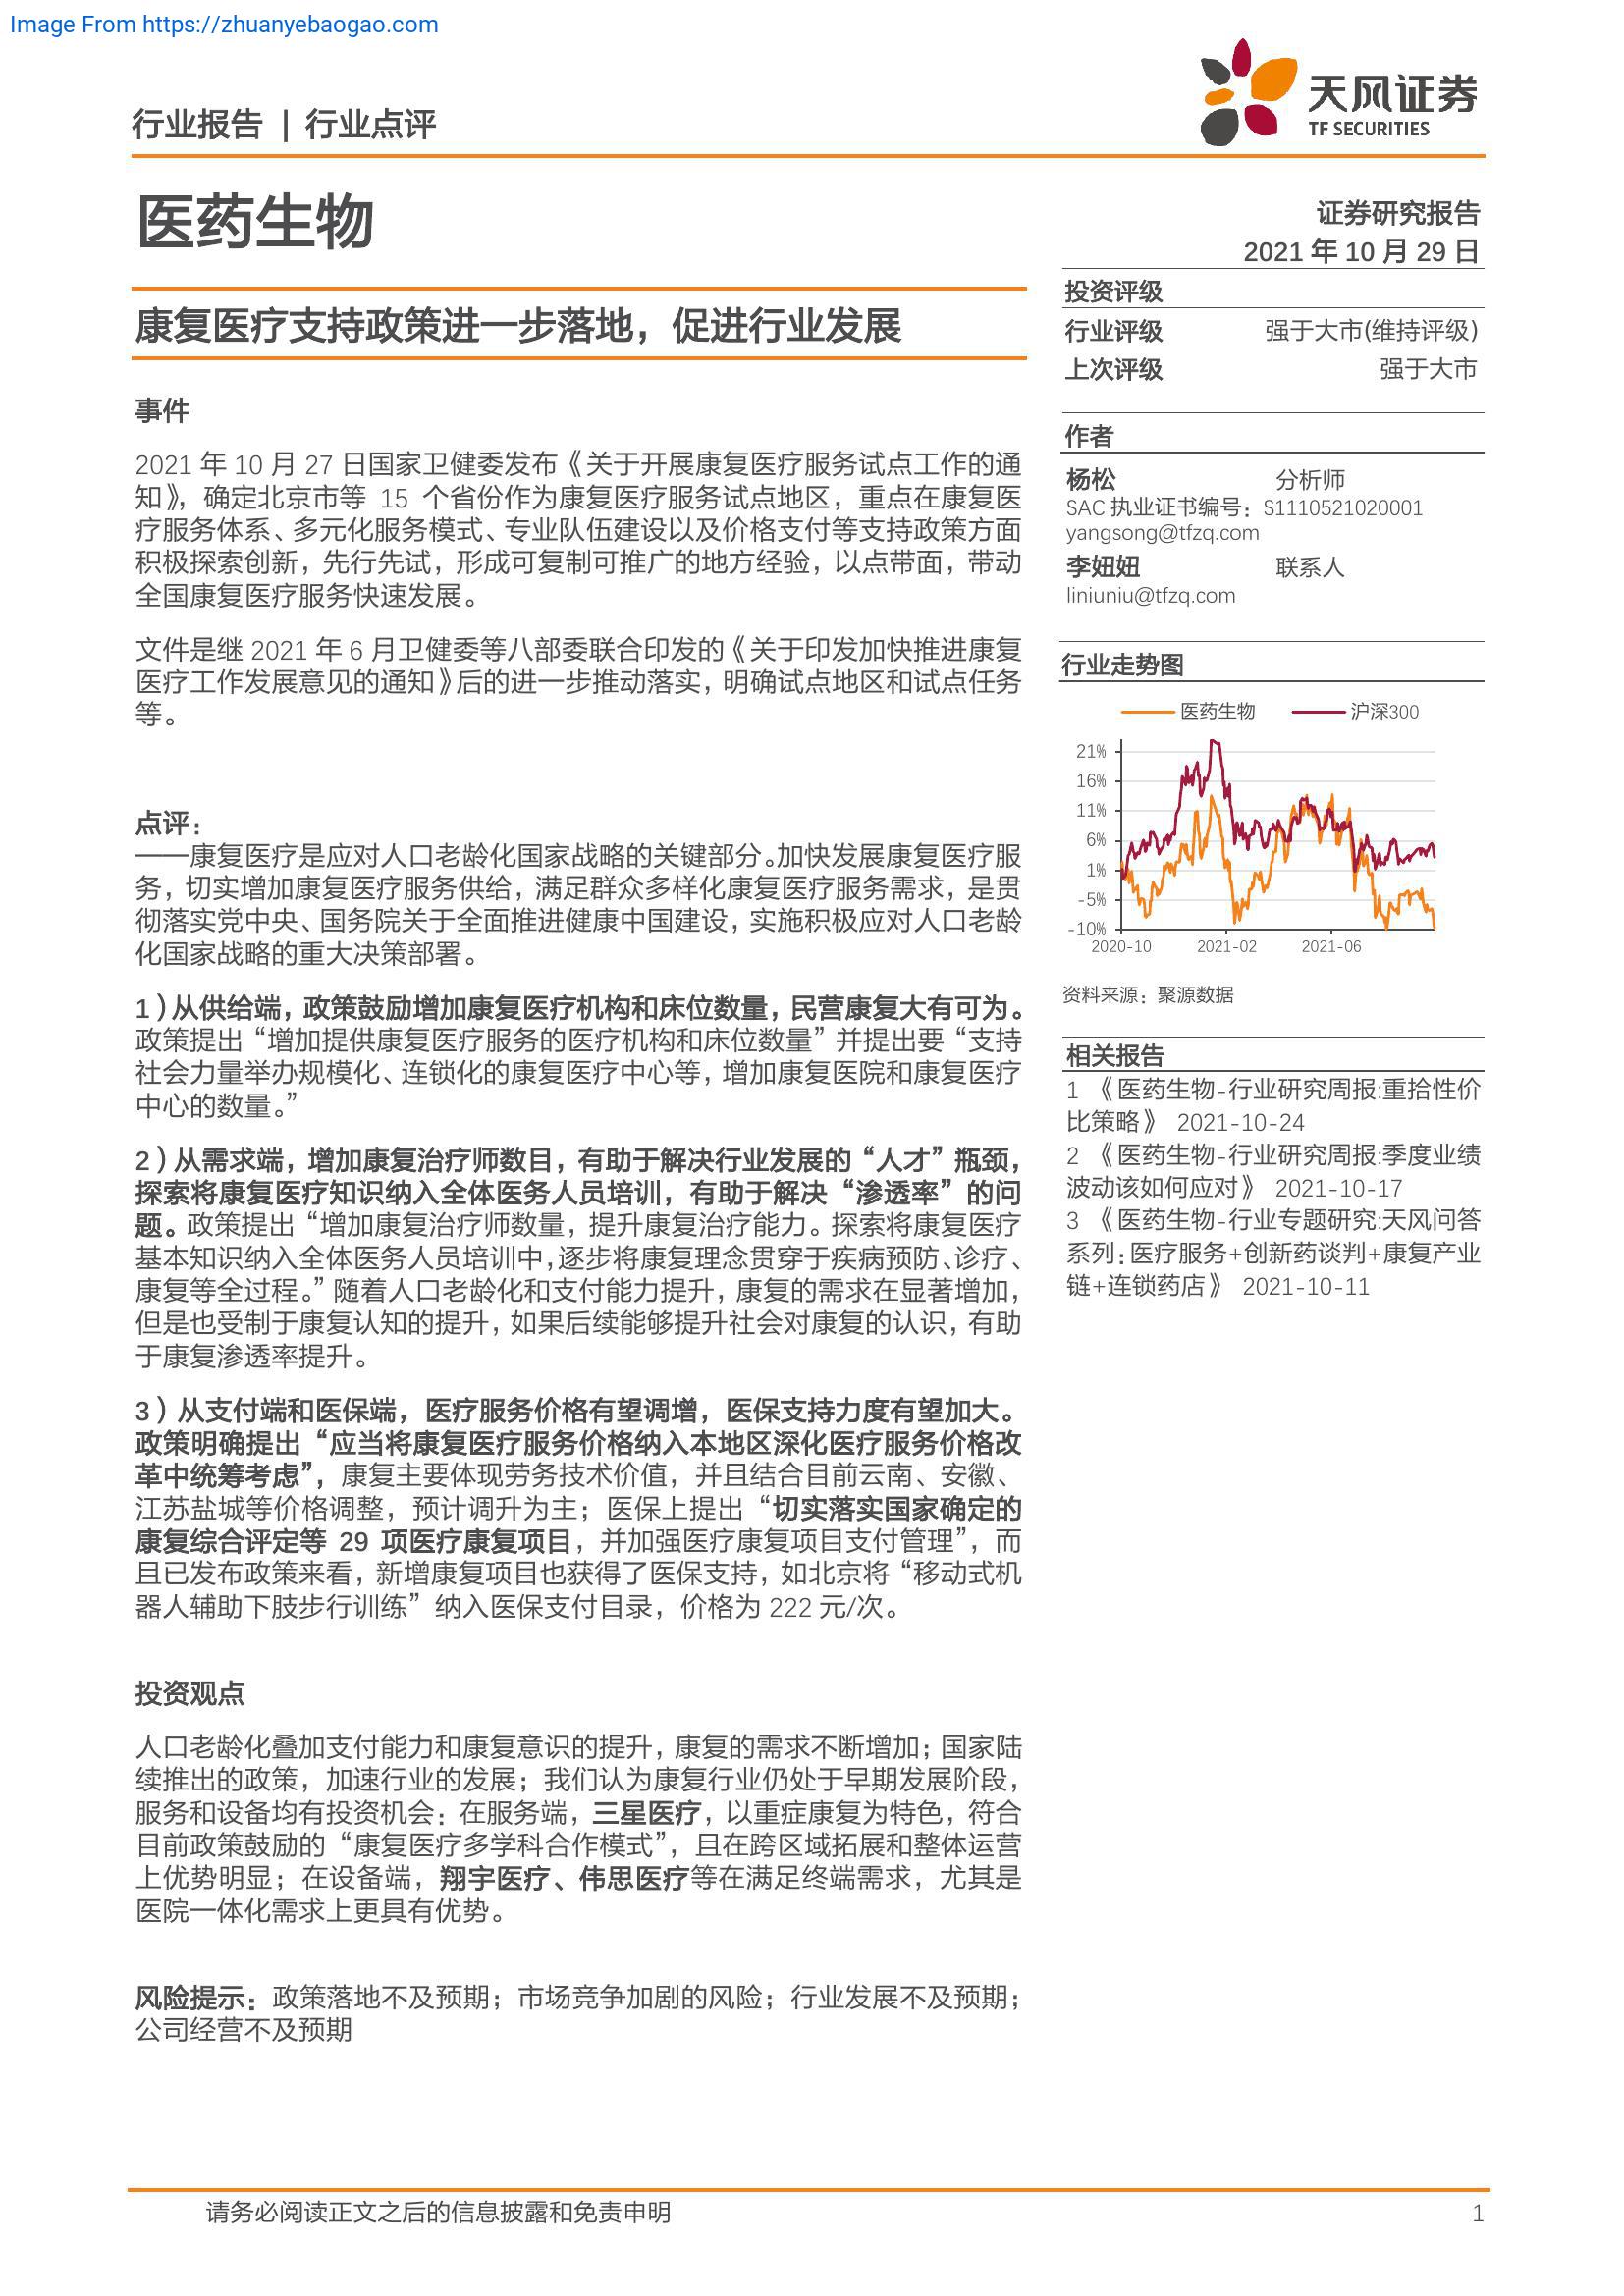 Image From https://zhuanyebaogao.com
天风证券
TF SECURITIES
行业报告 | 行业点评
医药生物
证券研究报告
2021 年 10 月 29 日
康复医疗支持政策进一步落地，促进行业发展
事件
2021 年 10 月 27 日国家卫健委发布《关于开展康复医疗服务试点工作的通
知》，确定北京市等 15 个省份作为康复医疗服务试点地区，重点在康复医
疗服务体系、多元化服务模式、专业队伍建设以及价格支付等支持政策方面
积极探索创新，先行先试，形成可复制可推广的地方经验，以点带面，带动
全国康复医疗服务快速发展。
文件是继 2021 年 6 月卫健委等八部委联合印发的《关于印发加快推进康复
医疗工作发展意见的通知》后的进一步推动落实，明确试点地区和试点任务
等。
点评：
——康复医疗是应对人口老龄化国家战略的关键部分。加快发展康复医疗服
务，切实增加康复医疗服务供给，满足群众多样化康复医疗服务需求，是贯
彻落实党中央、国务院关于全面推进健康中国建设，实施积极应对人口老龄
化国家战略的重大决策部署。
1）从供给端，政策鼓励增加康复医疗机构和床位数量，民营康复大有可为。
政策提出“增加提供康复医疗服务的医疗机构和床位数量”并提出要“支持
社会力量举办规模化、连锁化的康复医疗中心等，增加康复医院和康复医疗
中心的数量。”
2）从需求端，增加康复治疗师数目，有助于解决行业发展的“人才”瓶颈，
探索将康复医疗知识纳入全体医务人员培训，有助于解决“渗透率”的问
题。政策提出“增加康复治疗师数量，提升康复治疗能力。探索将康复医疗
基本知识纳入全体医务人员培训中，逐步将康复理念贯穿于疾病预防、诊疗、
康复等全过程。”随着人口老龄化和支付能力提升，康复的需求在显著增加，
但是也受制于康复认知的提升，如果后续能够提升社会对康复的认识，有助
于康复渗透率提升。
3）从支付端和医保端，医疗服务价格有望调增，医保支持力度有望加大。
政策明确提出“应当将康复医疗服务价格纳入本地区深化医疗服务价格改
革中统筹考虑”，康复主要体现劳务技术价值，并且结合目前云南、安徽、
江苏盐城等价格调整，预计调升为主；医保上提出“切实落实国家确定的
康复综合评定等 29 项医疗康复项目，并加强医疗康复项目支付管理”，而
且已发布政策来看，新增康复项目也获得了医保支持，如北京将“移动式机
器人辅助下肢步行训练”纳入医保支付目录，价格为 222 元/次。
投资观点
人口老龄化叠加支付能力和康复意识的提升，康复的需求不断增加；国家陆
续推出的政策，加速行业的发展；我们认为康复行业仍处于早期发展阶段，
服务和设备均有投资机会：在服务端，三星医疗，以重症康复为特色，符合
目前政策鼓励的“康复医疗多学科合作模式”，且在跨区域拓展和整体运营
上优势明显；在设备端，翔宇医疗、伟思医疗等在满足终端需求，尤其是
医院一体化需求上更具有优势。
风险提示：政策落地不及预期；市场竞争加剧的风险；行业发展不及预期；
公司经营不及预期
投资评级
行业评级 强于大市(维持评级)
上次评级 强于大市
作者
杨松 分析师
SAC 执业证书编号：S1110521020001
yangsong@tfzq.com
李妞妞 联系人
liniuniu@tfzq.com
行业走势图
医药生物 沪深300
21%
16%
11%
6%
1%
-5%
-10%
2020-10 2021-02 2021-06
资料来源：聚源数据
相关报告
1 《医药生物-行业研究周报:重拾性价
比策略》 2021-10-24
2 《医药生物-行业研究周报:季度业绩
波动该如何应对》 2021-10-17
3 《医药生物-行业专题研究:天风问答
系列:医疗服务+创新药谈判+康复产业
链+连锁药店》 2021-10-11
请务必阅读正文之后的信息披露和免责申明 1